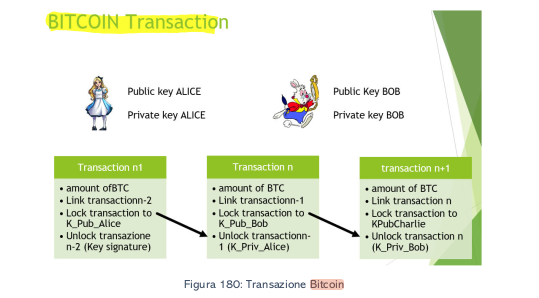 BITCOIN Transaction
Public key ALICE
Private key ALICE
Public Key BOB
Private key BOB
Transaction n1
• amount ofBTC
• Link transactionn-2
• Lock transaction to
K_Pub_Alice
• Unlock transazione
n-2 (Key signature)
Transaction n
• amount of BTC
• Link transactionn-1
• Lock transaction to
K_Pub_Bob
• Unlock transactionn-
1 (K_Priv_Alice)
transaction n+1
• amount of BTC
• Link transaction n
• Lock transaction to
KPubCharlie
• Unlock transaction n
(K_Priv_Bob)
Figura 180: Transazione Bitcoin